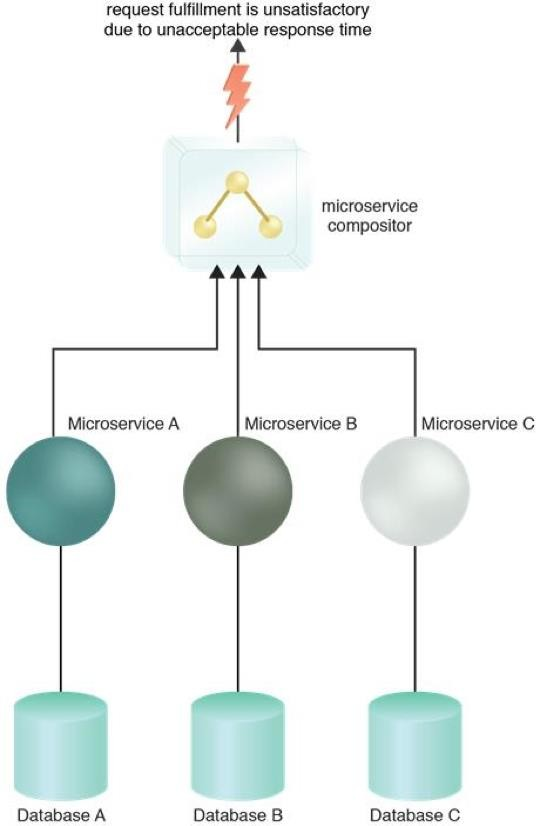 request fulfillment is unsatisfactory
due to unacceptable response time
microservice
compositor
Microservice A
Microservice B
Microservice C
Database A
Database B
Database C